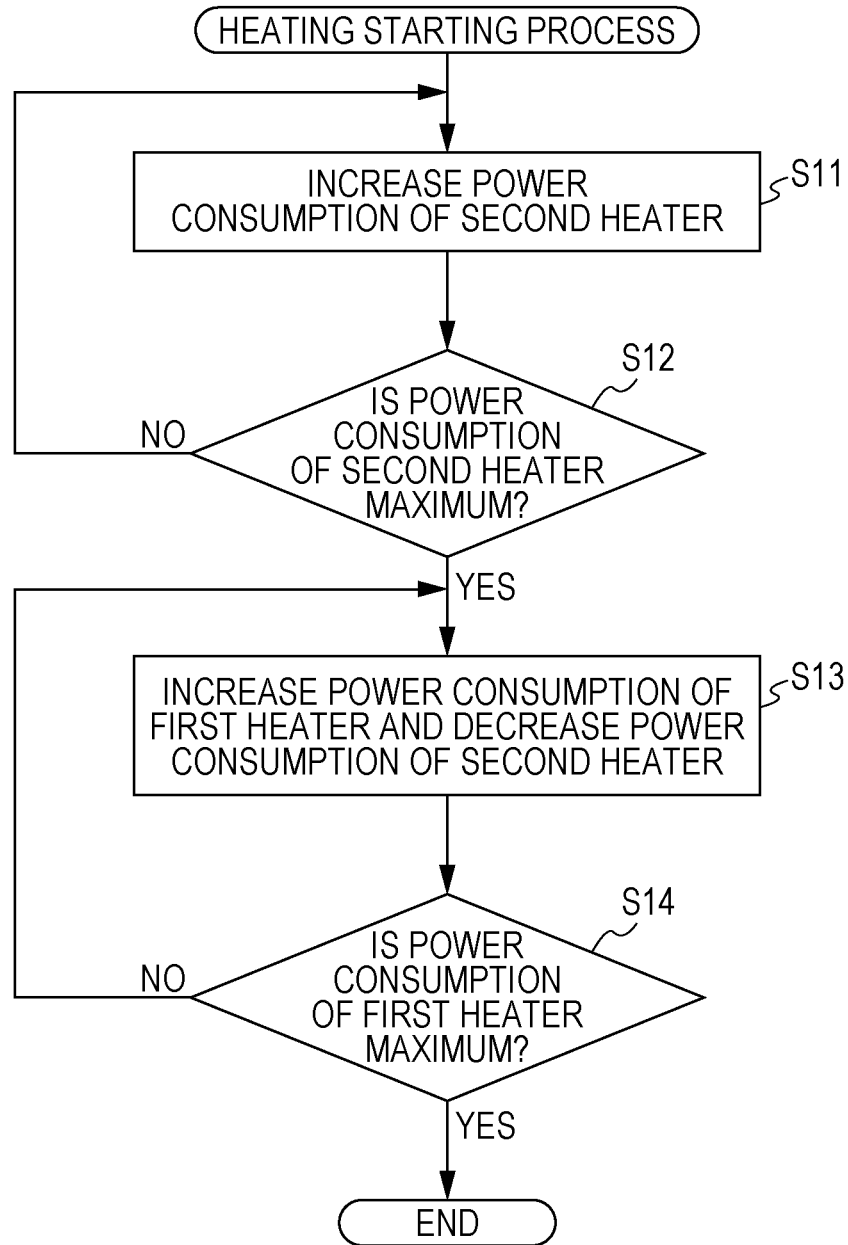 HEATING STARTING PROCESS
INCREASE POWER
CONSUMPTION OF SECOND HEATER
S11
IS POWER
CONSUMPTION
OF SECOND HEATER
MAXIMUM?
S12
NO
YES
INCREASE POWER CONSUMPTION OF
FIRST HEATER AND DECREASE POWER
CONSUMPTION OF SECOND HEATER
S13
IS POWER
CONSUMPTION
OF FIRST HEATER
MAXIMUM?
S14
NO
YES
END